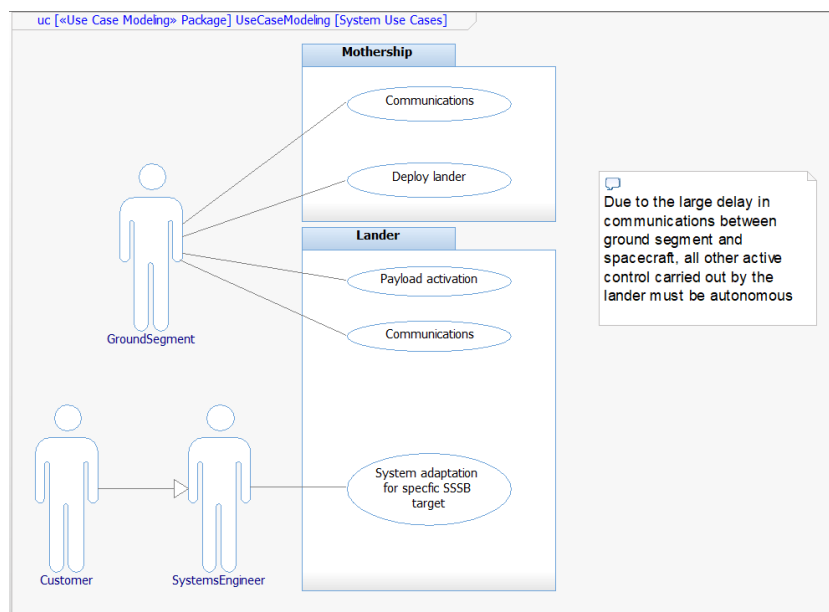 uc [«Use Case Modeling» Package] UseCaseModeling [System Use Cases]
Mothership
Communications
Deploy lander
GroundSegment
Lander
Payload activation
Communications
System adaptation
for specfic SSSB
target
Customer
SystemsEngineer
Due to the large delay in
communications between
ground segment and
spacecraft, all other active
control carried out by the
lander must be autonomous